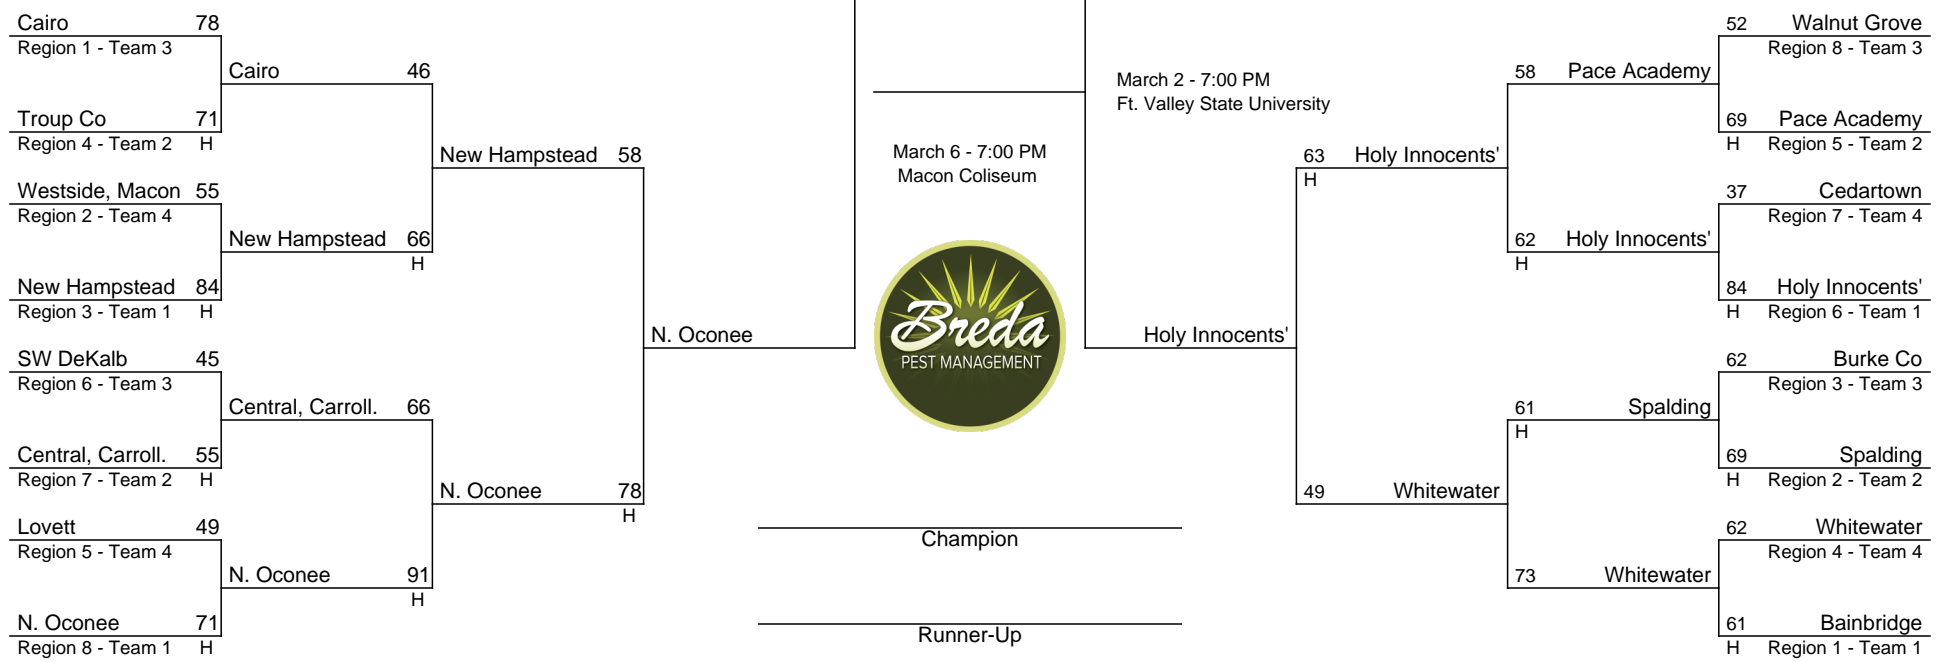 Cairo 78
Region 1 - Team 3
Cairo 46
Troup Co 71
Region 4 - Team 2 H
New Hampstead 58
Westside, Macon 55
Region 2 - Team 4
New Hampstead 66
H
New Hampstead 84
Region 3 - Team 1 H
N. Oconee
SW DeKalb 45
Region 6 - Team 3
Central, Carroll. 66
Central, Carroll. 55
Region 7 - Team 2 H
N. Oconee 78
H
Lovett 49
Region 5 - Team 4
N. Oconee 91
H
N. Oconee 71
Region 8 - Team 1 H
March 6 - 7:00 PM
Macon Coliseum
Breda
PEST MANAGEMENT
Champion
Runner-Up
March 2 - 7:00 PM
Ft. Valley State University
52 Walnut Grove
Region 8 - Team 3
58 Pace Academy
69 Pace Academy
H Region 5 - Team 2
63 Holy Innocents'
H
37 Cedartown
Region 7 - Team 4
62 Holy Innocents'
H
84 Holy Innocents'
H Region 6 - Team 1
Holy Innocents'
62 Burke Co
Region 3 - Team 3
61 Spalding
H
69 Spalding
H Region 2 - Team 2
49 Whitewater
62 Whitewater
Region 4 - Team 4
73 Whitewater
61 Bainbridge
H Region 1 - Team 1